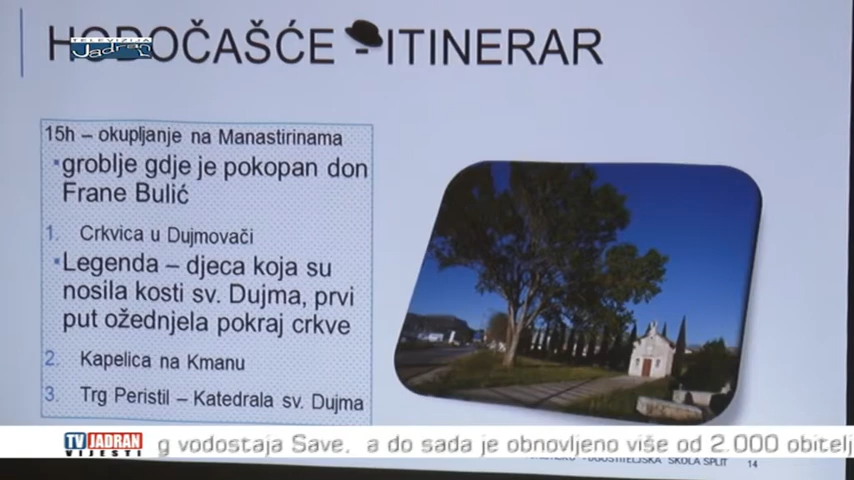 HODOČAŠĆE - ITINERAR
TELEVIZIJA
Jadran
15h – okupljanje na Manastirinama
groblje gdje je pokopan don
Frane Bulić
1. Crkvica u Dujmovači
Legenda – djeca koja su
nosila kosti sv. Dujma, prvi
put ožednjela pokraj crkve
2. Kapelica na Kmanu
3. Trg Peristil – Katedrala sv. Dujma
TV JADRAN
VIJESTI
g vodostaja Save, a do sada je obnovljeno više od 2.000 obitelj
ŠKOLA SPLIT 14